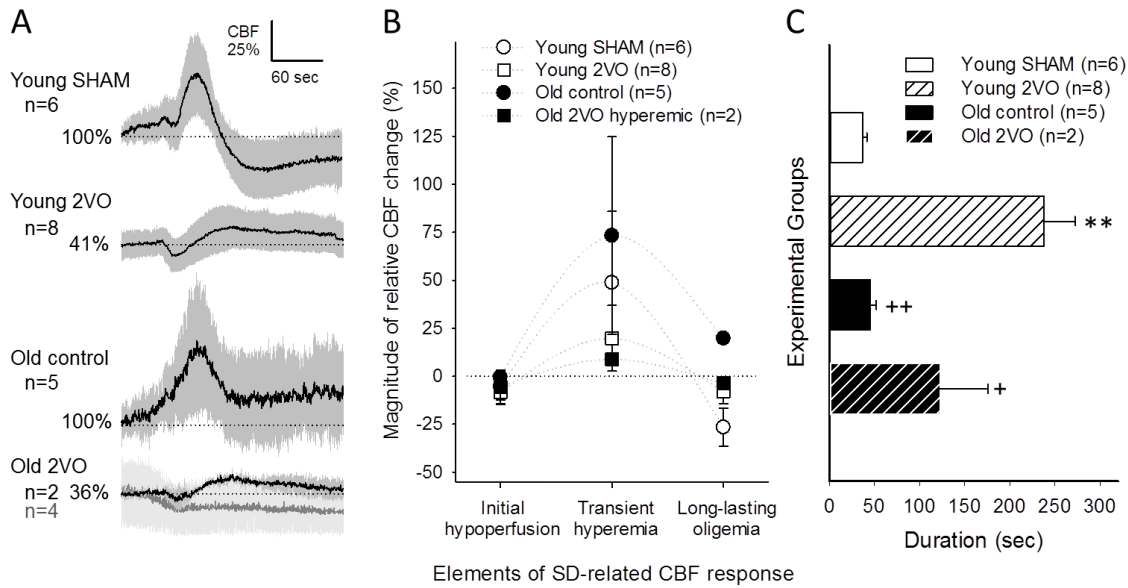 A
CBF
25%
60 sec
Young SHAM
n=6
100%
Young 2VO
n=8
41%
Old control
n=5
100%
Old 2VO
n=2 36%
n=4
B
Magnitude of relative CBF change (%)
150
125
100
75
50
25
0
-25
-50
Young SHAM (n=6)
Young 2VO (n=8)
Old control (n=5)
Old 2VO hyperemic (n=2)
Initial
hypoperfusion
Transient
hyperemia
Long-lasting
oligemia
Elements of SD-related CBF response
C
Experimental Groups
Young SHAM (n=6)
Young 2VO (n=8)
Old control (n=5)
Old 2VO (n=2)
**
++
+
0 50 100 150 200 250 300
Duration (sec)